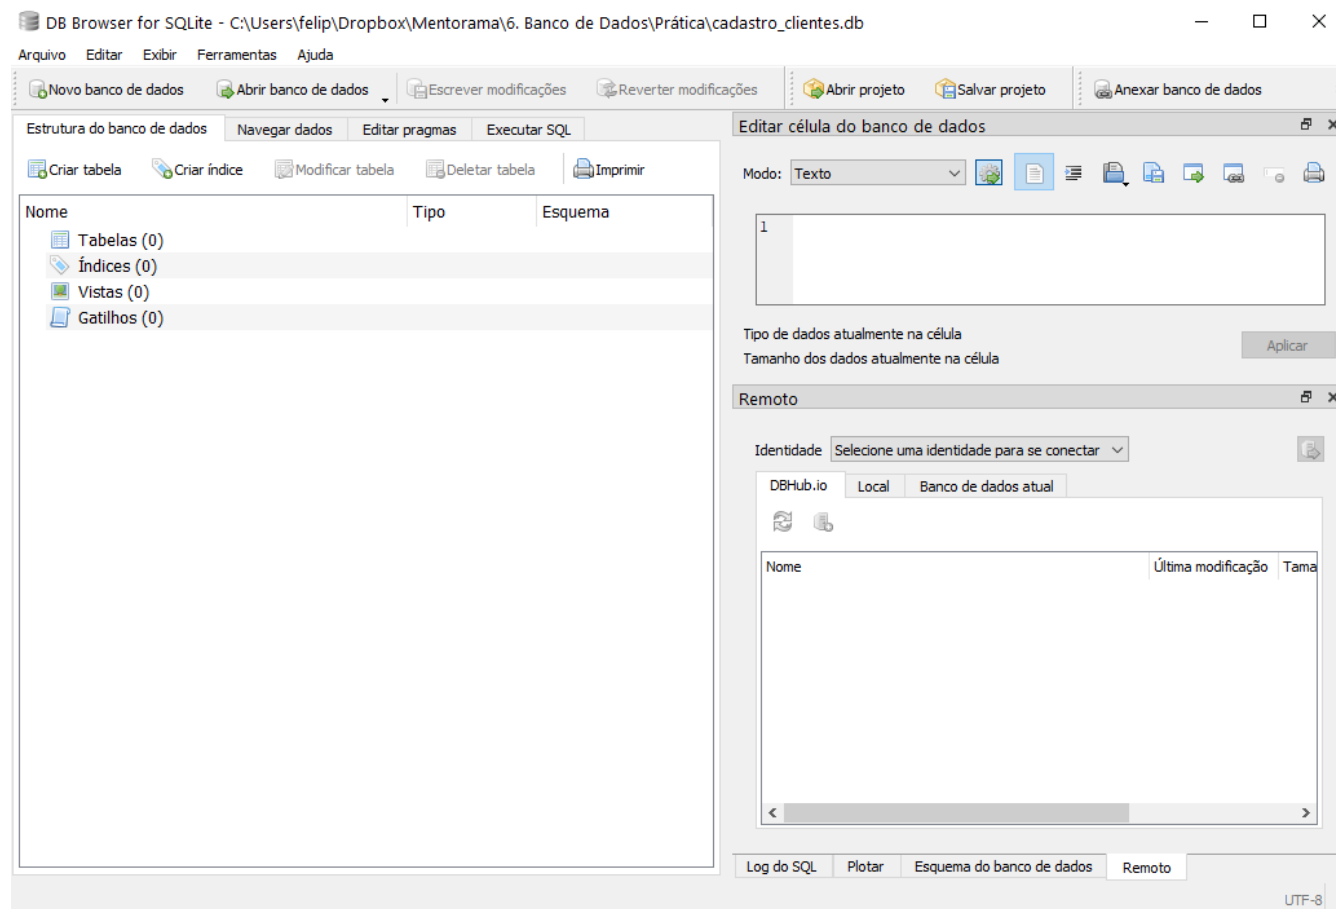 DB Browser for SQLite - C:\Users\felip\Dropbox\Mentorama\6. Banco de Dados\Prática\cadastro_clientes.db
Arquivo Editar Exibir Ferramentas Ajuda
Novo banco de dados Abrir banco de dados Escrever modificações Reverter modificações Abrir projeto Salvar projeto Anexar banco de dados
Estrutura do banco de dados Navegar dados Editar pragmas Executar SQL
Criar tabela Criar índice Modificar tabela Deletar tabela Imprimir
Nome Tipo Esquema
Tabelas (0)
Índices (0)
Vistas (0)
Gatilhos (0)
Editar célula do banco de dados
Modo: Texto
1
Tipo de dados atualmente na célula
Tamanho dos dados atualmente na célula
Aplicar
Remoto
Identidade Selecione uma identidade para se conectar
DBHub.io Local Banco de dados atual
Nome Última modificação Tama
Log do SQL Plotar Esquema do banco de dados Remoto
UTF-8